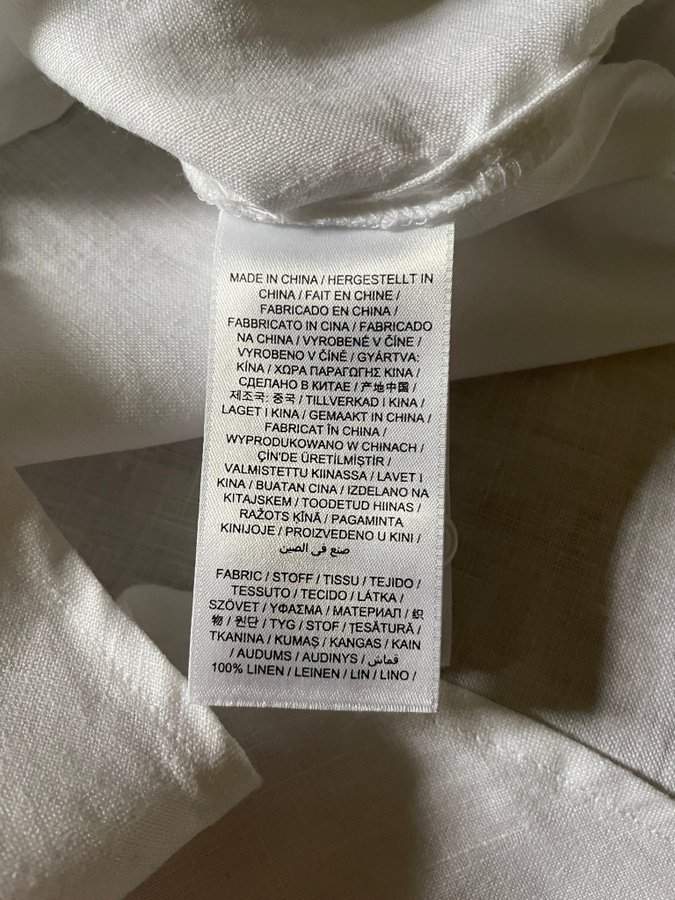 MADE IN CHINA / HERGESTELLT IN
CHINA / FAIT EN CHINE /
FABRICADO EN CHINA /
FABBRICATO IN CINA / FABRICADO
NA CHINA / VYROBENÉ V ČÍNE /
VYROBENO V ČÍNĚ / GYÁRTVA:
KÍNA / ΧΩΡΑ ΠΑΡΑΓΩΓΗΣ ΚΙΝΑ /
СДЕЛАНО В КИТАЕ / 产地中国 /
제조국: 중국 / TILLVERKAD I KINA /
LAGET I KINA / GEMAAKT IN CHINA /
FABRICAT ÎN CHINA /
WYPRODUKOWANO W CHINACH /
ÇİN'DE ÜRETİLMİŞTİR /
VALMISTETTU KIINASSA / LAVET I
KINA / BUATAN CINA / IZDELANO NA
KITAJSKEM / TOODETUD HIINAS /
RAŽOTS ĶĪNĀ / PAGAMINTA
KINIJOJE / PROIZVEDENO U KINI /
صنع في الصين
FABRIC / STOFF / TISSU / TEJIDO /
TESSUTO / TECIDO / LÁTKA /
SZÖVET / ΥΦΑΣΜΑ / МАТЕРИАЛ / 织
物 / 원단 / TYG / STOF / ȚESĂTURĂ /
TKANINA / KUMAŞ / KANGAS / KAIN
/ AUDUMS / AUDINYS / قماش
100% LINEN / LEINEN / LIN / LINO /